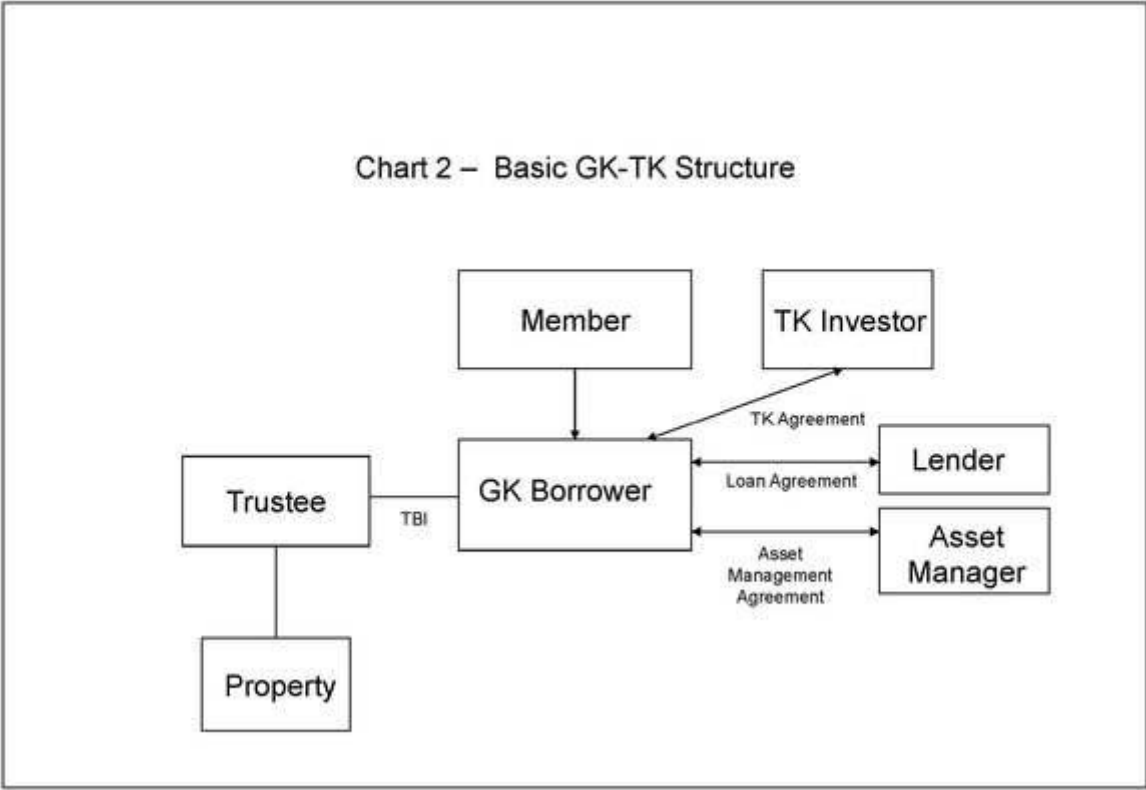 Chart 2 – Basic GK-TK Structure
Member
TK Investor
TK Agreement
GK Borrower
Lender
Loan Agreement
Trustee
TBI
Asset
Manager
Asset
Management
Agreement
Property